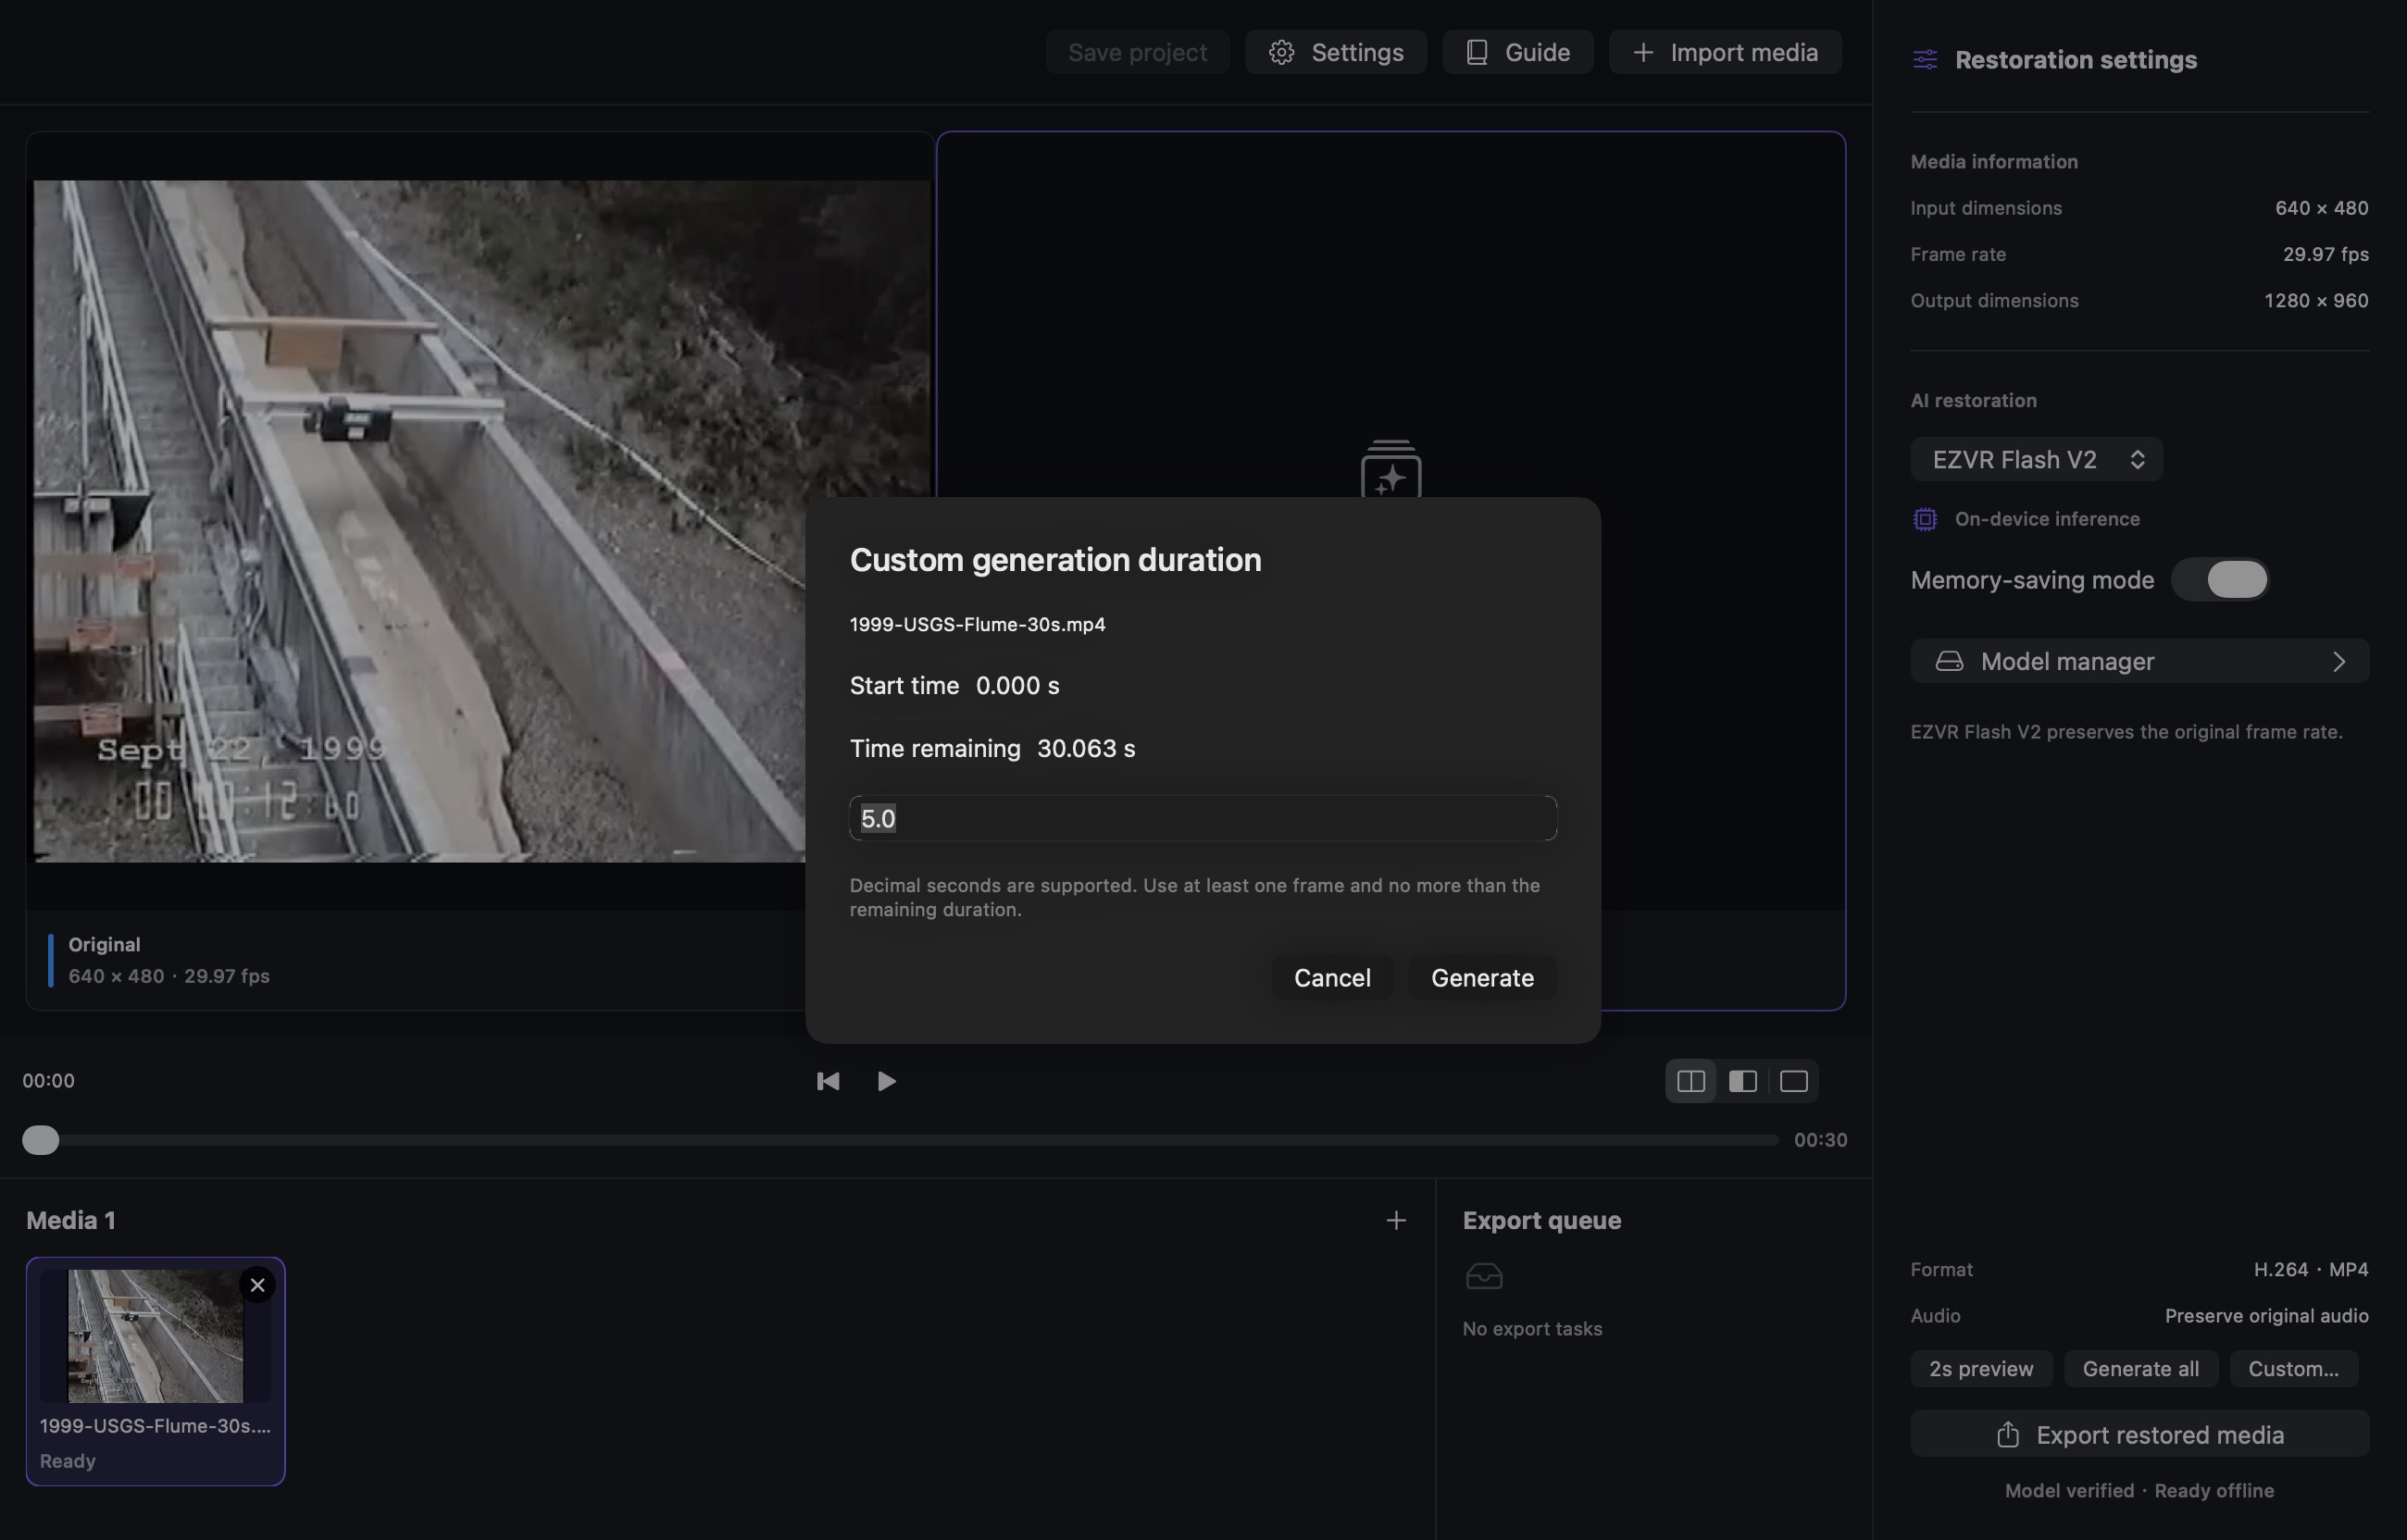 Save project
Settings
Guide
Import media
Restoration settings
Media information
Input dimensions 640 × 480
Frame rate 29.97 fps
Output dimensions 1280 × 960
AI restoration
EZVR Flash V2
On-device inference
Memory-saving mode
Model manager
EZVR Flash V2 preserves the original frame rate.
Sept 22, 1999
Custom generation duration
1999-USGS-Flume-30s.mp4
Start time 0.000 s
Time remaining 30.063 s
5.0
Decimal seconds are supported. Use at least one frame and no more than the
remaining duration.
Cancel
Generate
Original
640 × 480 · 29.97 fps
00:00
00:30
Media 1
1999-USGS-Flume-30s....
Ready
Export queue
No export tasks
Format H.264 · MP4
Audio Preserve original audio
2s preview
Generate all
Custom...
Export restored media
Model verified · Ready offline